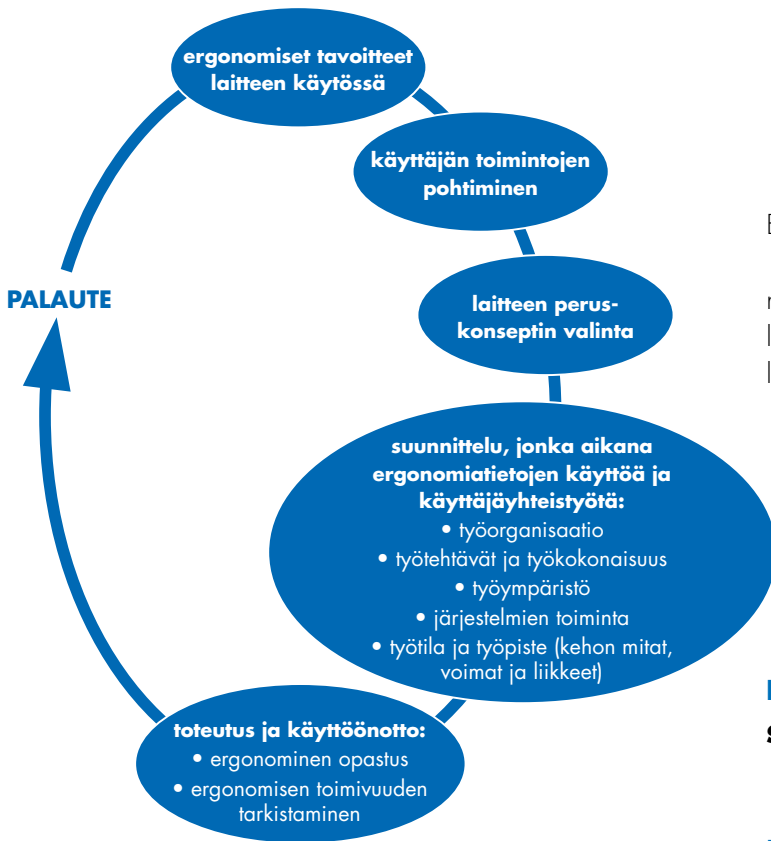 ergonomiset tavoitteet
laitteen käytössä
käyttäjän toimintojen
pohtiminen
laitteen perus-
konseptin valinta
suunnittelu, jonka aikana
ergonomiatietojen käyttöä ja
käyttäjäyhteistyötä:
• työorganisaatio
• työtehtävät ja työkokonaisuus
• työympäristö
• järjestelmien toiminta
• työtila ja työpiste (kehon mitat,
voimat ja liikkeet)
toteutus ja käyttöönotto:
• ergonominen opastus
• ergonomisen toimivuuden
tarkistaminen
PALAUTE